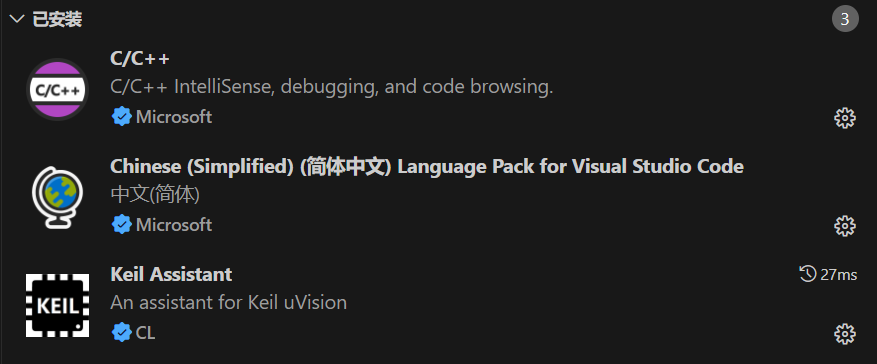 已安装
3
C/C++
C/C++
C/C++ IntelliSense, debugging, and code browsing.
Microsoft
Chinese (Simplified) (简体中文) Language Pack for Visual Studio Code
中文(简体)
Microsoft
Keil Assistant
27ms
KEIL
An assistant for Keil uVision
CL